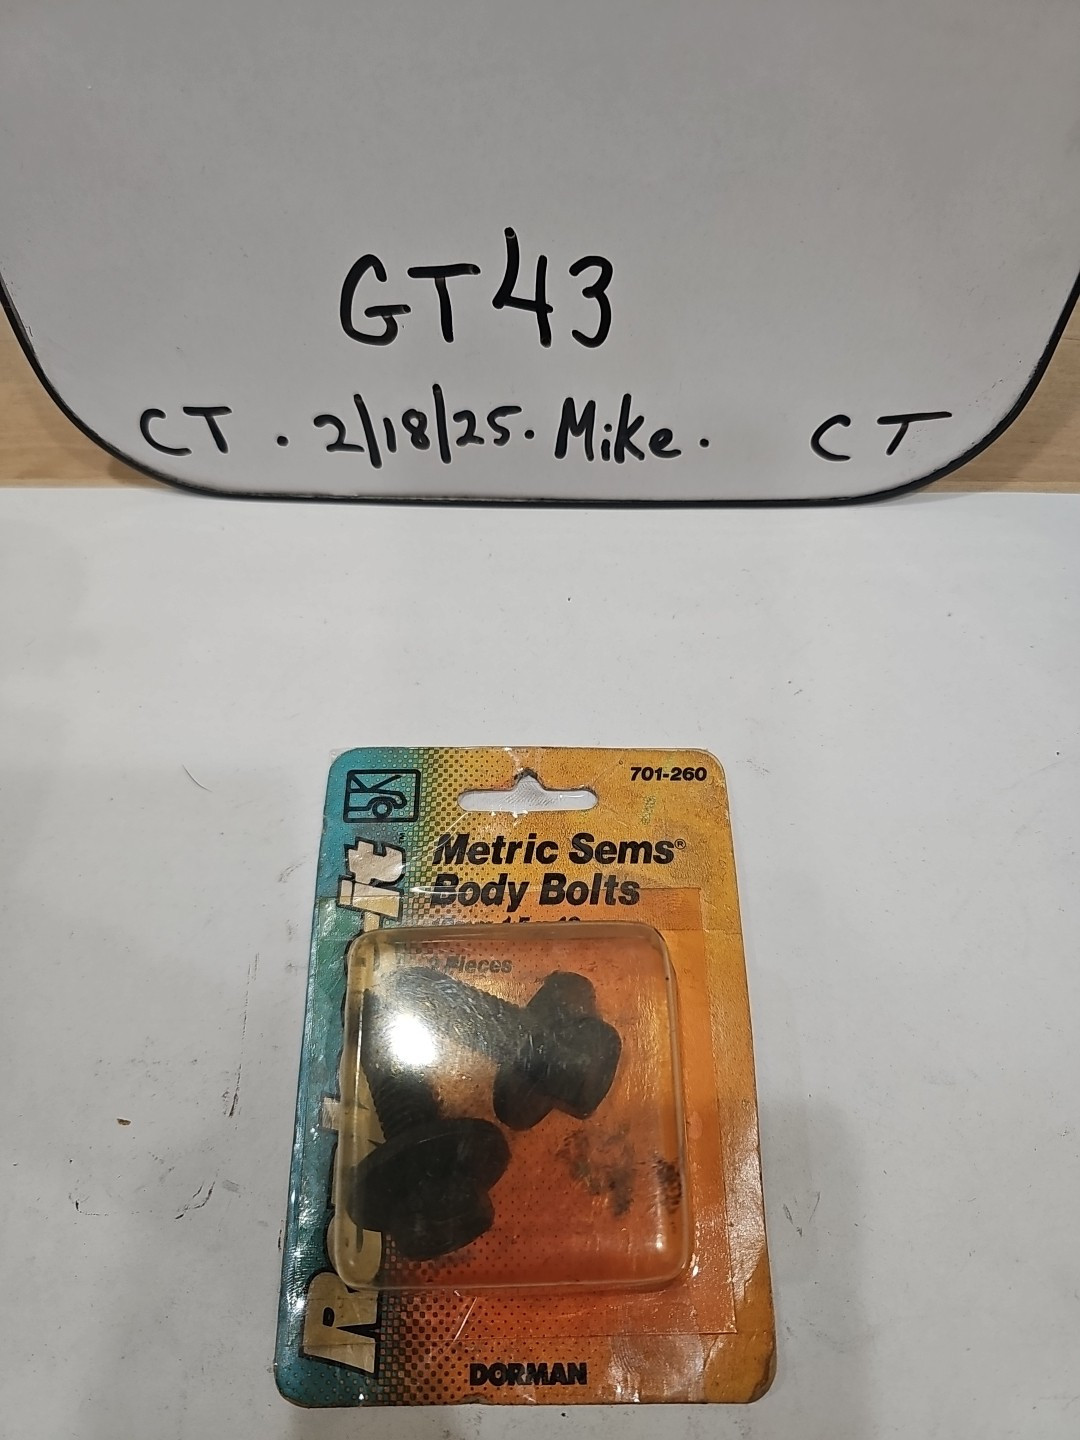 GT43
CT . 2/18/25. Mike. CT
701-260
Metric Sems®
Body Bolts
Pieces
DORMAN